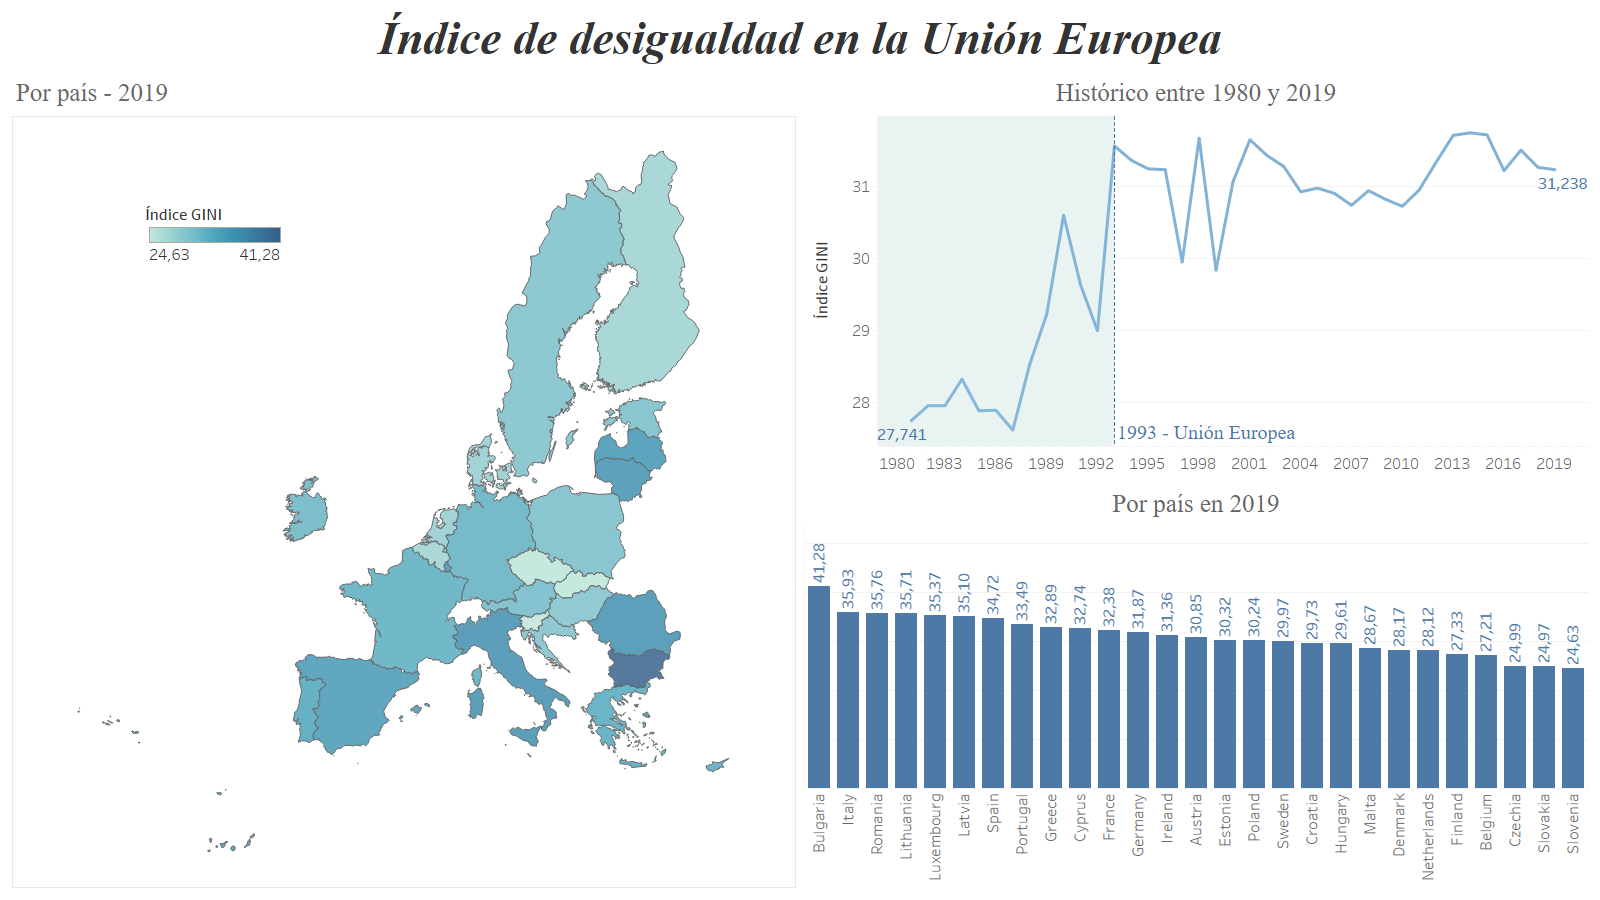 Índice de desigualdad en la Unión Europea
Por país - 2019
Índice GINI
24,63 41,28
Histórico entre 1980 y 2019
Índice GINI
31
30
29
28
27,741
31,238
1993 - Unión Europea
1980 1983 1986 1989 1992 1995 1998 2001 2004 2007 2010 2013 2016 2019
Por país en 2019
41,28 35,93 35,76 35,71 35,37 35,10 34,72 33,49 32,89 32,74 32,38 31,87 31,36 30,85 30,32 30,24 29,97 29,73 29,61 28,67 28,17 28,12 27,33 27,21 24,99 24,97 24,63
Bulgaria Italy Romania Lithuania Luxembourg Latvia Spain Portugal Greece Cyprus France Germany Ireland Austria Estonia Poland Sweden Croatia Hungary Malta Denmark Netherlands Finland Belgium Czechia Slovakia Slovenia